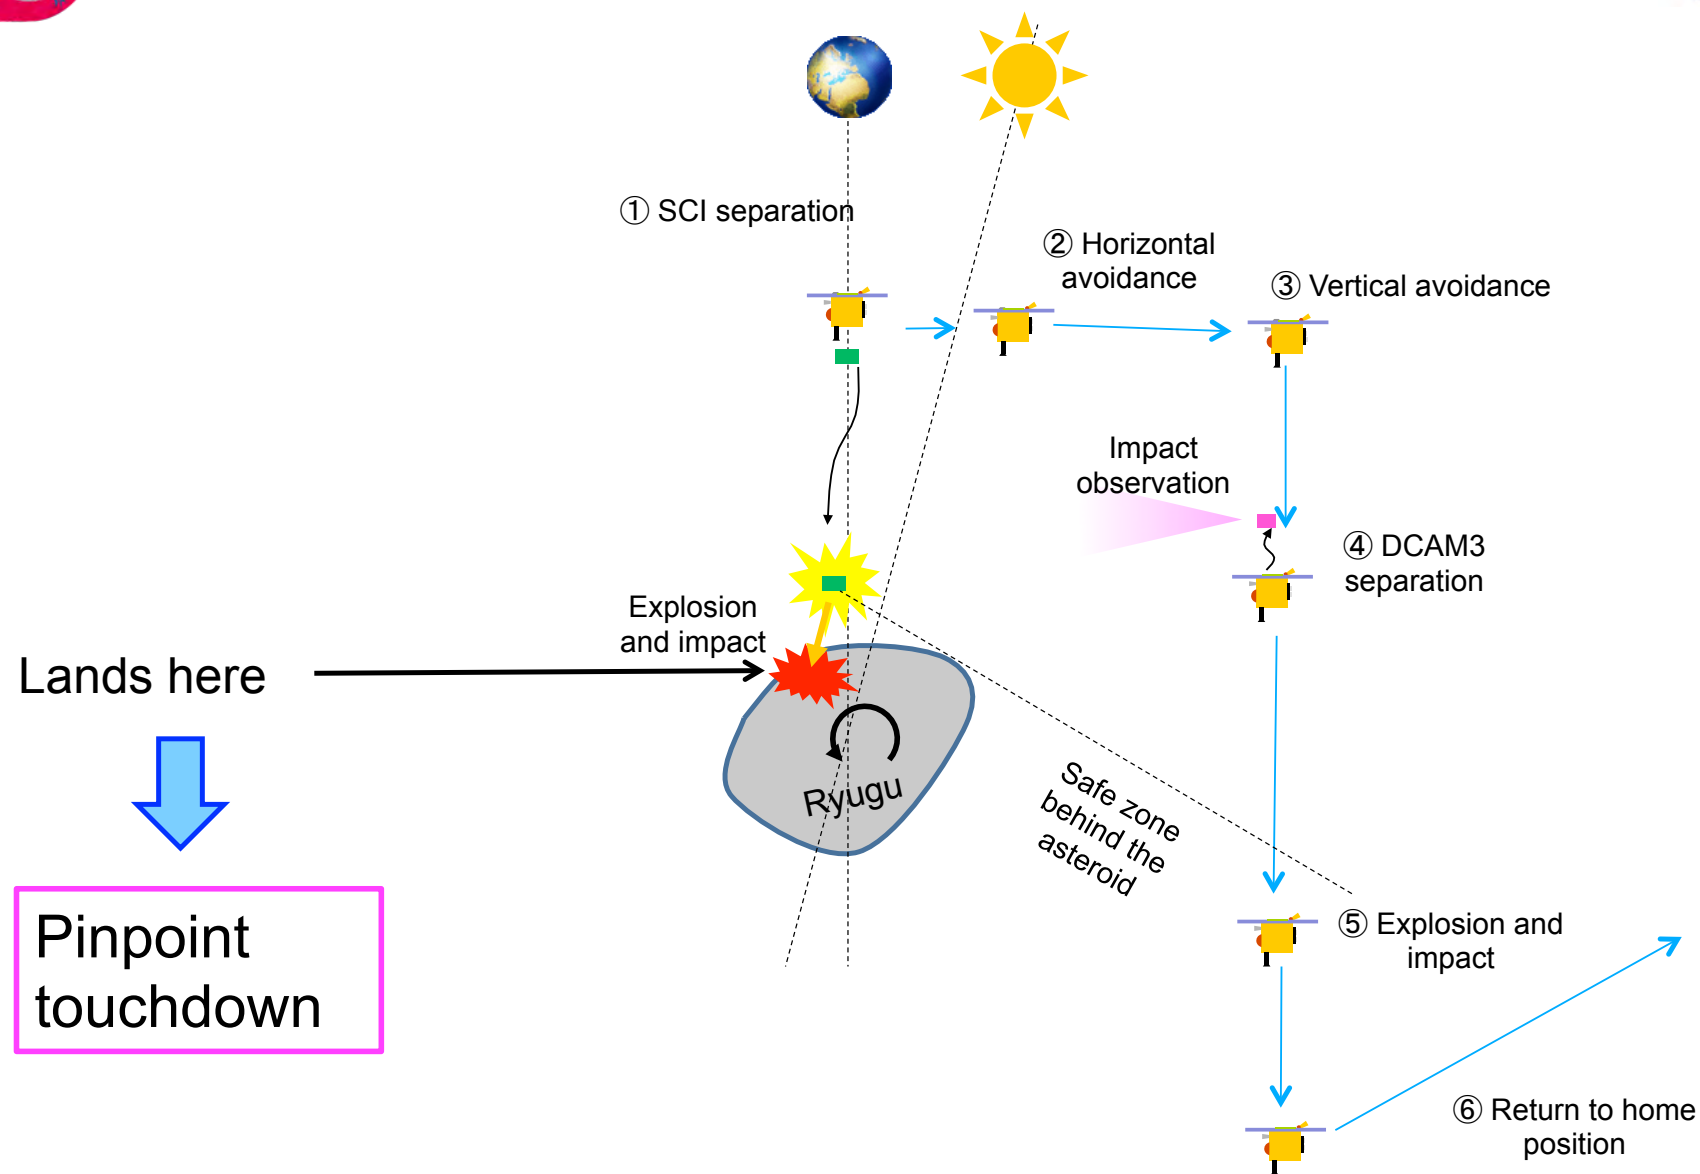 ① SCI separation
② Horizontal
avoidance
③ Vertical avoidance
Impact
observation
④ DCAM3
separation
Explosion
and impact
Lands here
Ryugu
Safe zone
behind the
asteroid
Pinpoint
touchdown
⑤ Explosion and
impact
⑥ Return to home
position